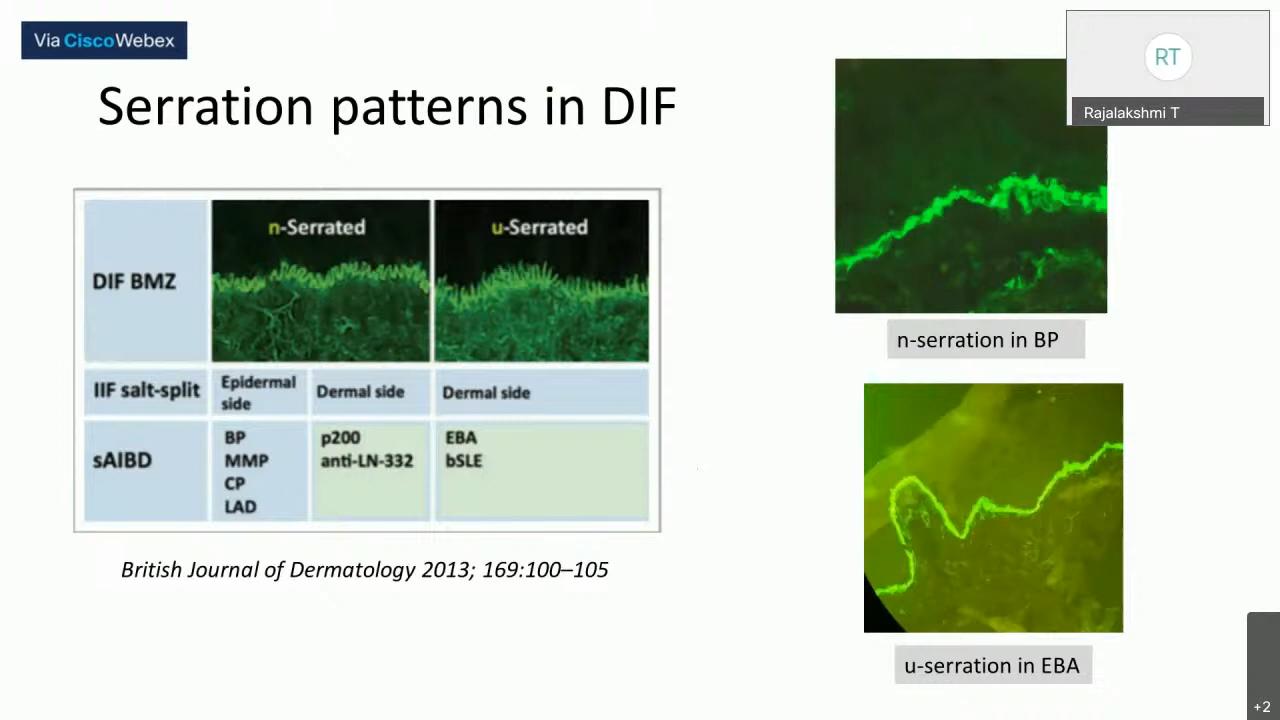 Via CiscoWebex
RT
Rajalakshmi T
Serration patterns in DIF
n-Serrated
u-Serrated
DIF BMZ
IIF salt-split
Epidermal
side
Dermal side
Dermal side
sAIBD
BP
MMP
CP
LAD
p200
anti-LN-332
EBA
bSLE
British Journal of Dermatology 2013; 169:100–105
n-serration in BP
u-serration in EBA
+2